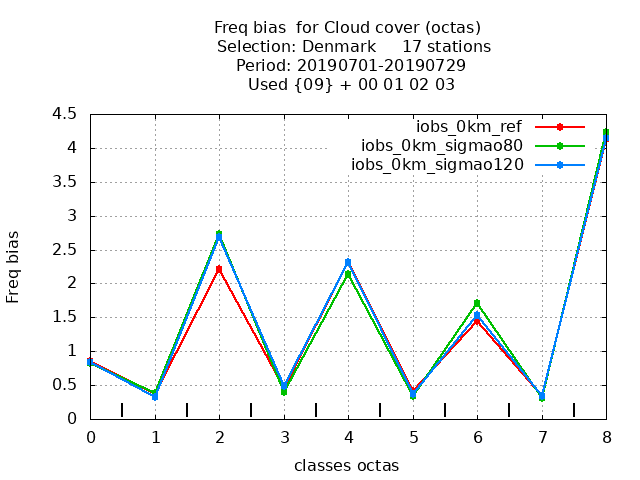 Freq bias  for Cloud cover (octas)
Selection: Denmark     17 stations
Period: 20190701-20190729
Used {09} + 00 01 02 03
iobs_0km_ref
iobs_0km_sigmao80
iobs_0km_sigmao120
Freq bias
4.5
4
3.5
3
2.5
2
1.5
1
0.5
0
0 1 2 3 4 5 6 7 8
classes octas